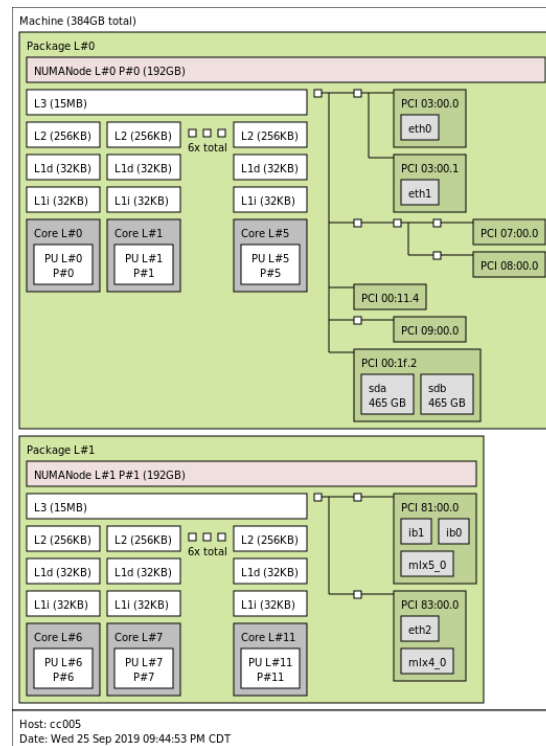 Machine (384GB total)
Package L#0
NUMANode L#0 P#0 (192GB)
L3 (15MB)
L2 (256KB) L2 (256KB) 6x total L2 (256KB)
L1d (32KB) L1d (32KB) L1d (32KB)
L1i (32KB) L1i (32KB) L1i (32KB)
Core L#0 Core L#1 Core L#5
PU L#0 PU L#1 PU L#5
P#0 P#1 P#5
PCI 03:00.0
eth0
PCI 03:00.1
eth1
PCI 07:00.0
PCI 08:00.0
PCI 00:11.4
PCI 09:00.0
PCI 00:1f.2
sda sdb
465 GB 465 GB
Package L#1
NUMANode L#1 P#1 (192GB)
L3 (15MB)
L2 (256KB) L2 (256KB) 6x total L2 (256KB)
L1d (32KB) L1d (32KB) L1d (32KB)
L1i (32KB) L1i (32KB) L1i (32KB)
Core L#6 Core L#7 Core L#11
PU L#6 PU L#7 PU L#11
P#6 P#7 P#11
PCI 81:00.0
ib1 ib0
mlx5_0
PCI 83:00.0
eth2
mlx4_0
Host: cc005
Date: Wed 25 Sep 2019 09:44:53 PM CDT